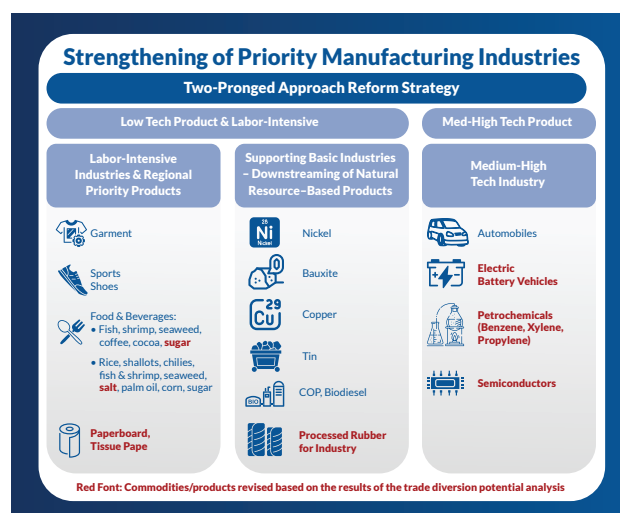 Strengthening of Priority Manufacturing Industries
Two-Pronged Approach Reform Strategy
Low Tech Product & Labor-Intensive
Med-High Tech Product
Labor-Intensive
Industries & Regional
Priority Products
Supporting Basic Industries
– Downstreaming of Natural
Resource–Based Products
Medium-High
Tech Industry
Garment
Sports
Shoes
Food & Beverages:
• Fish, shrimp, seaweed,
coffee, cocoa, sugar
• Rice, shallots, chilies,
fish & shrimp, seaweed,
salt, palm oil, corn, sugar
Paperboard,
Tissue Pape
28
Ni
Nickel
Nickel
Bauxite
29
Cu
Copper
Tin
BIO
COP, Biodiesel
Processed Rubber
for Industry
Automobiles
Electric
Battery Vehicles
Petrochemicals
(Benzene, Xylene,
Propylene)
Semiconductors
Red Font: Commodities/products revised based on the results of the trade diversion potential analysis